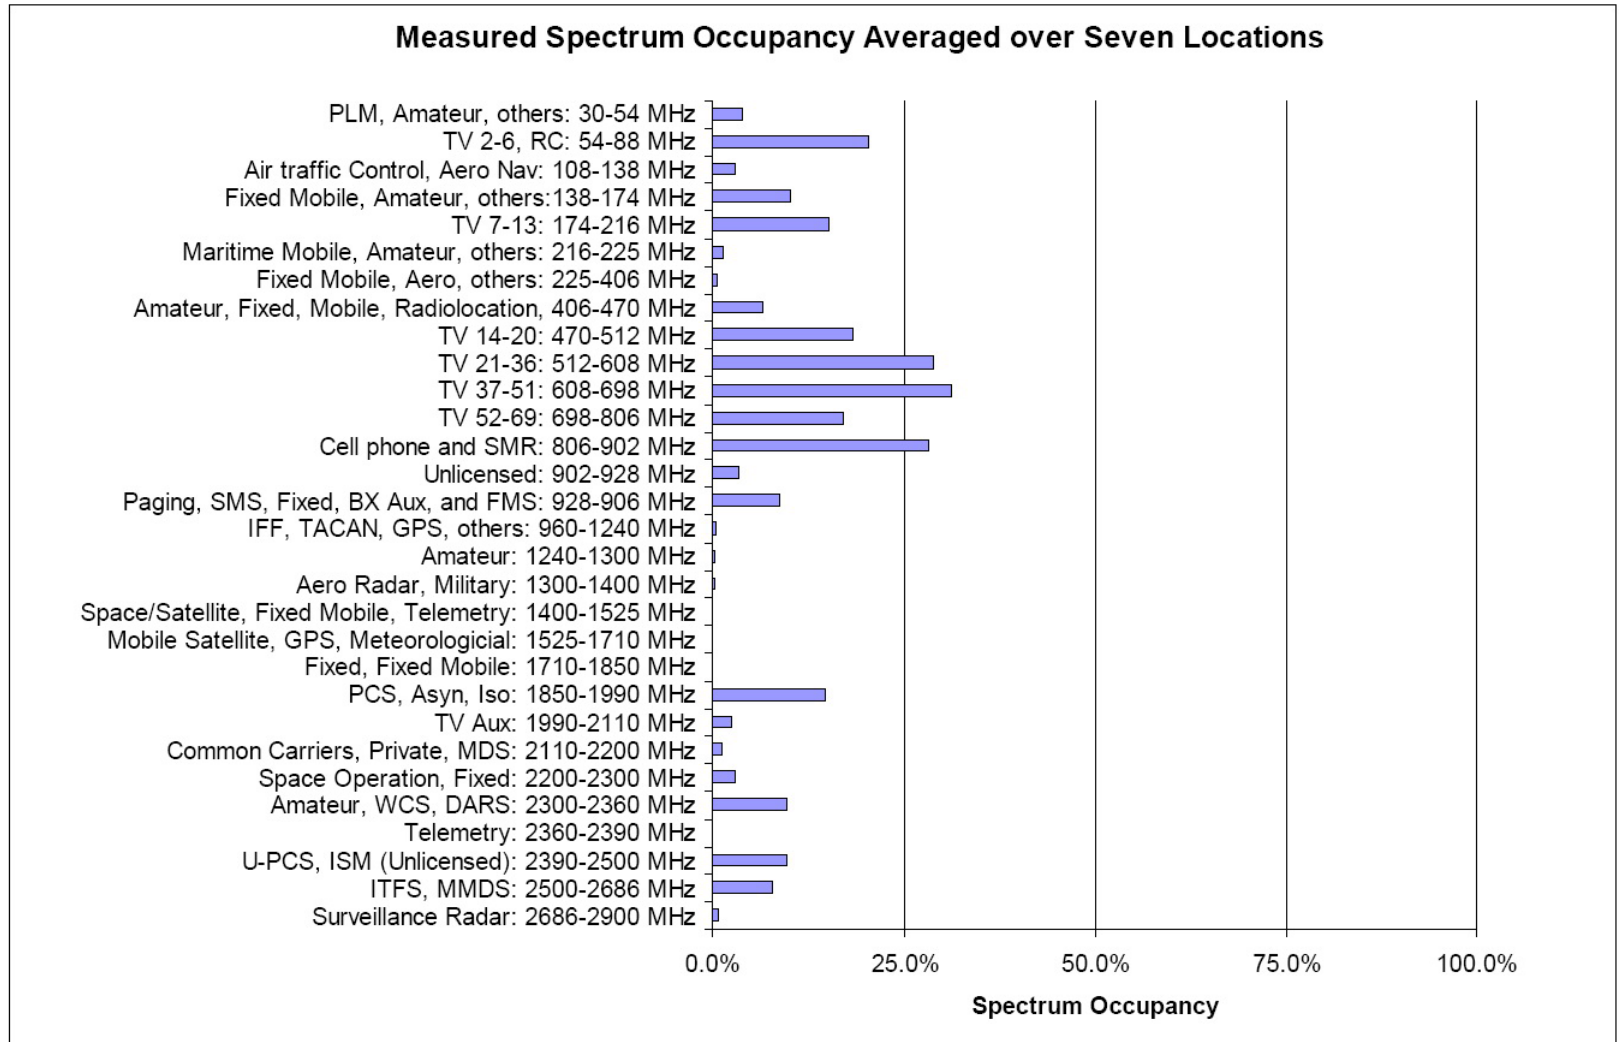 Measured Spectrum Occupancy Averaged over Seven Locations
PLM, Amateur, others: 30-54 MHz
TV 2-6, RC: 54-88 MHz
Air traffic Control, Aero Nav: 108-138 MHz
Fixed Mobile, Amateur, others:138-174 MHz
TV 7-13: 174-216 MHz
Maritime Mobile, Amateur, others: 216-225 MHz
Fixed Mobile, Aero, others: 225-406 MHz
Amateur, Fixed, Mobile, Radiolocation, 406-470 MHz
TV 14-20: 470-512 MHz
TV 21-36: 512-608 MHz
TV 37-51: 608-698 MHz
TV 52-69: 698-806 MHz
Cell phone and SMR: 806-902 MHz
Unlicensed: 902-928 MHz
Paging, SMS, Fixed, BX Aux, and FMS: 928-906 MHz
IFF, TACAN, GPS, others: 960-1240 MHz
Amateur: 1240-1300 MHz
Aero Radar, Military: 1300-1400 MHz
Space/Satellite, Fixed Mobile, Telemetry: 1400-1525 MHz
Mobile Satellite, GPS, Meteorologicial: 1525-1710 MHz
Fixed, Fixed Mobile: 1710-1850 MHz
PCS, Asyn, Iso: 1850-1990 MHz
TV Aux: 1990-2110 MHz
Common Carriers, Private, MDS: 2110-2200 MHz
Space Operation, Fixed: 2200-2300 MHz
Amateur, WCS, DARS: 2300-2360 MHz
Telemetry: 2360-2390 MHz
U-PCS, ISM (Unlicensed): 2390-2500 MHz
ITFS, MMDS: 2500-2686 MHz
Surveillance Radar: 2686-2900 MHz
0.0% 25.0% 50.0% 75.0% 100.0%
Spectrum Occupancy